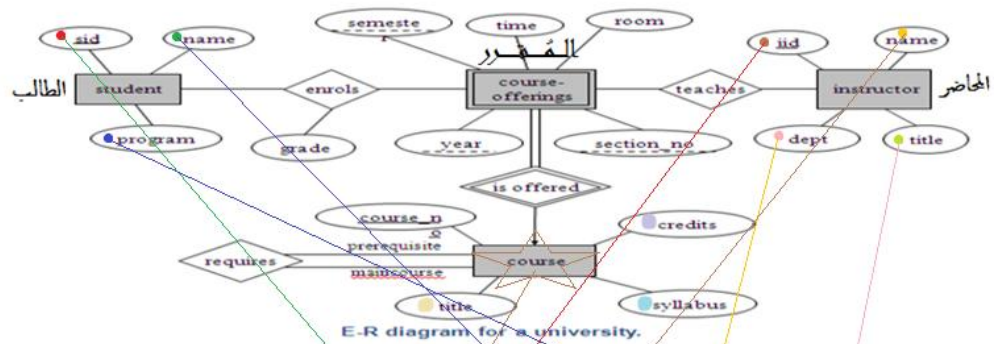 semeste
r
time
room
sid
name
المُقرر
iid
name
الطالب
student
enrols
course-
offerings
teaches
instructor
المحاضر
program
grade
year
section_no
dept
title
is offered
course_n
o
credits
prerequisite
requires
course
maincourse
title
syllabus
E-R diagram for a university.